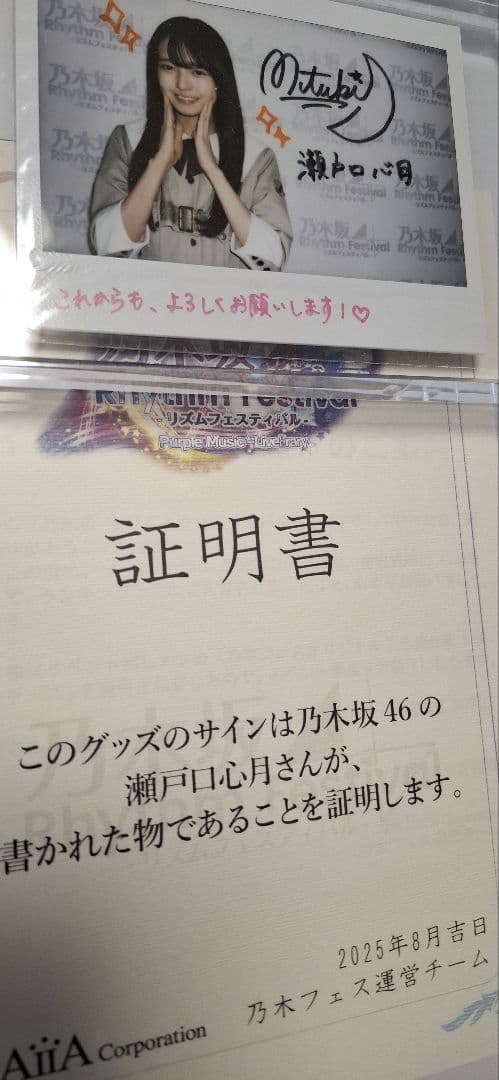 乃木坂
Rhythm Festival
Mitsuki
瀬戸口心月
これからも、よろしくお願いします！♡
Rhythm Festival
-リズムフェスティバル-
Purple Music "Live"rary
証明書
このグッズのサインは乃木坂46の
瀬戸口心月さんが、
書かれた物であることを証明します。
2025年8月吉日
乃木フェス運営チーム
AiiA Corporation